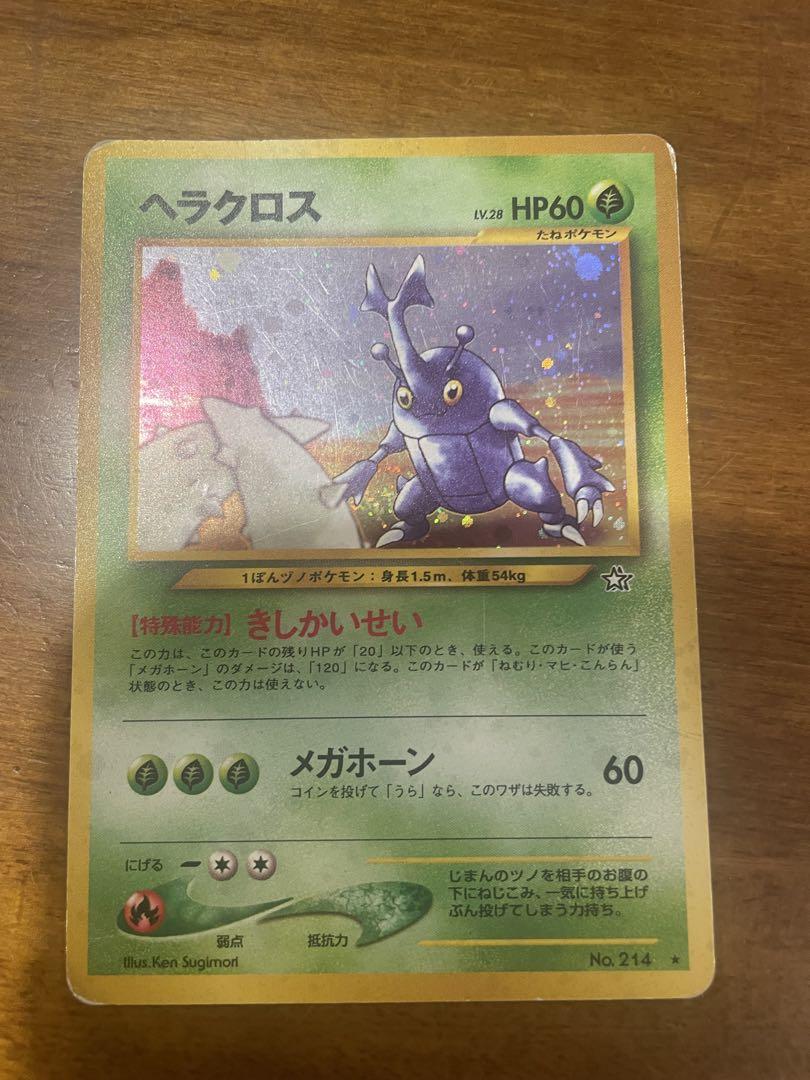 ヘラクロス
LV.28 HP60
たねポケモン
1ぽんヅノポケモン:身長1.5m、体重54kg
[特殊能力] きしかいせい
この力は、このカードの残りHPが「20」以下のとき、使える。このカードが使う
「メガホーン」のダメージは、「120」になる。このカードが「ねむり・マヒ・こんらん」
状態のとき、この力は使えない。
メガホーン 60
コインを投げて「うら」なら、このワザは失敗する。
にげる
弱点 抵抗力
じまんのツノを相手のお腹の
下にねじこみ、一気に持ち上げ
ぶん投げてしまう力持ち。
Illus.Ken Sugimori
No. 214 ★